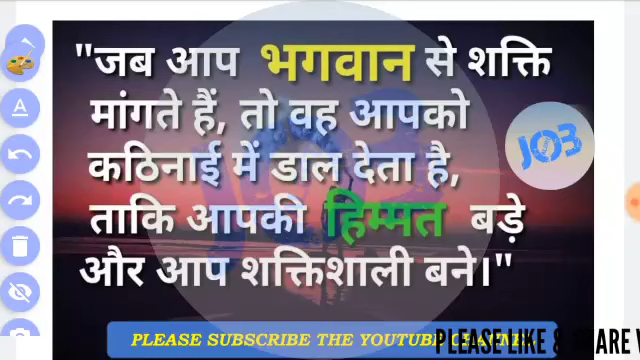 "जब आप भगवान से शक्ति
मांगते हैं, तो वह आपको
कठिनाई में डाल देता है,
ताकि आपकी हिम्मत बड़े
और आप शक्तिशाली बने।"
JOB
PLEASE SUBSCRIBE THE YOUTUBE
PLEASE LIKE &